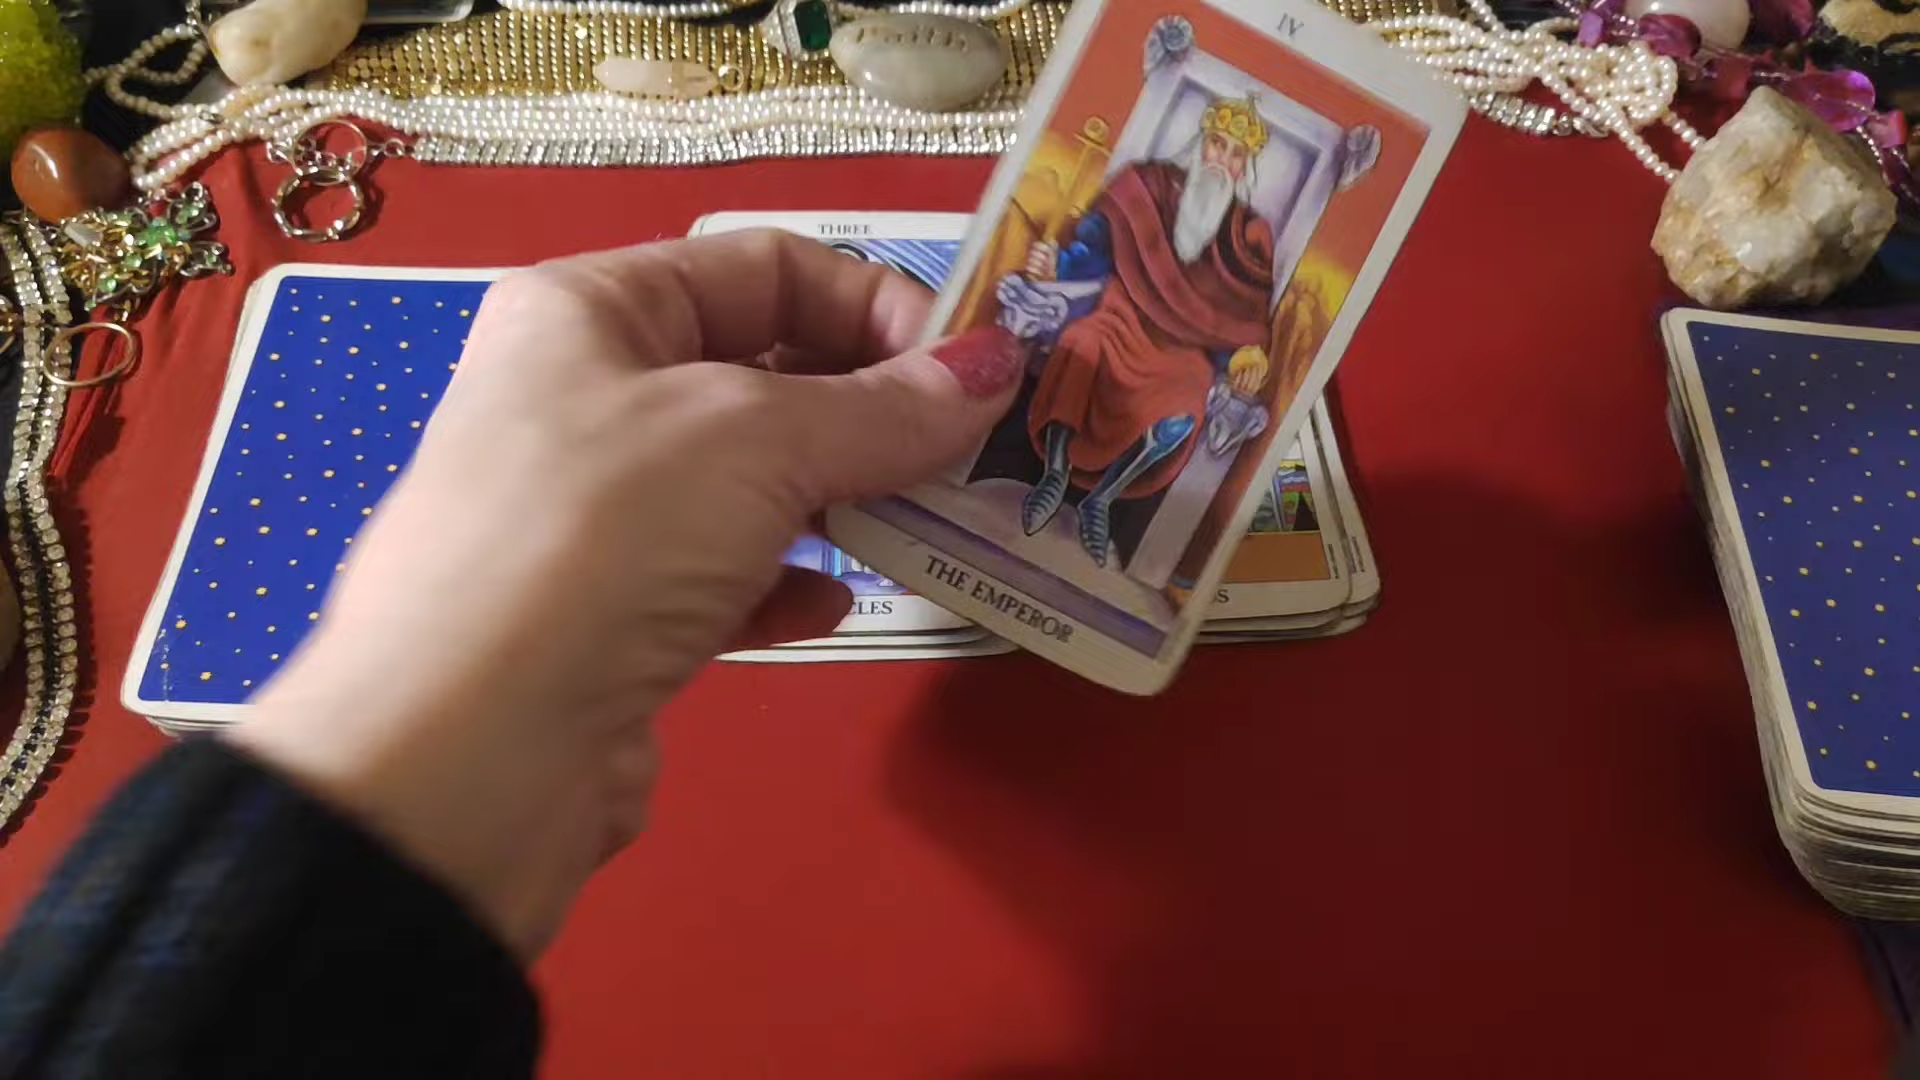 Faith
IV
THREE
CLES
S
THE EMPEROR